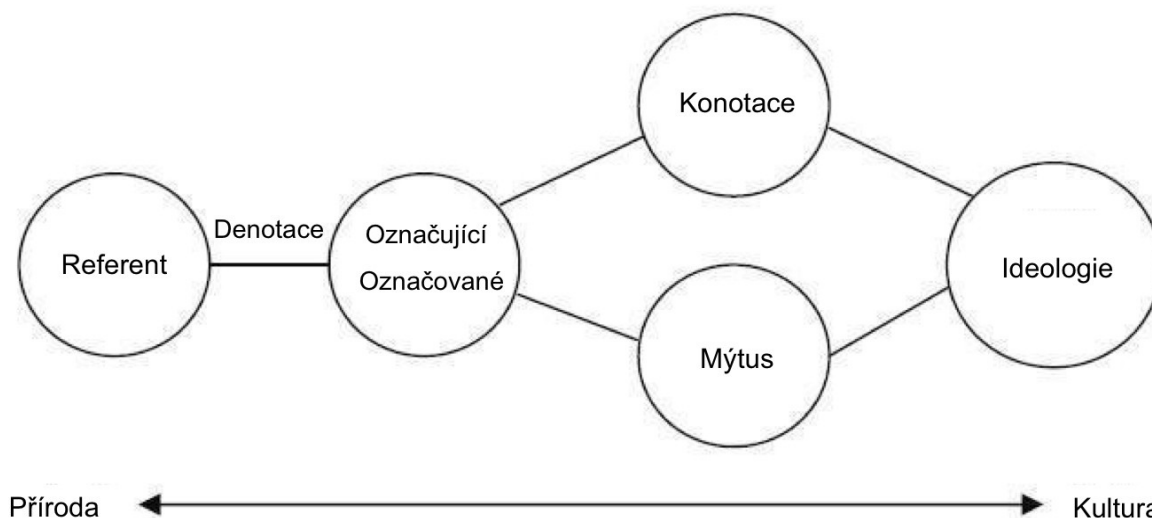 Konotace
Denotace
Referent
Označující
Označované
Ideologie
Mýtus
Příroda
Kultura